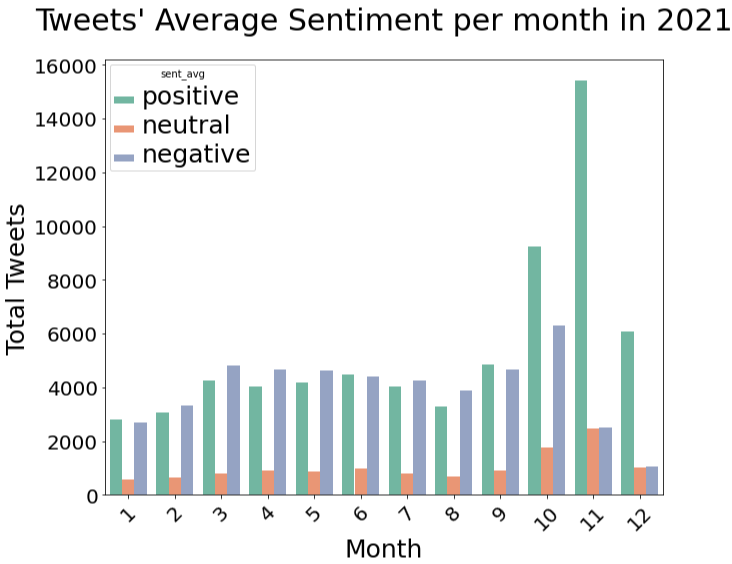 Tweets' Average Sentiment per month in 2021
sent_avg
positive
neutral
negative
16000
14000
12000
10000
8000
6000
4000
2000
0
Total Tweets
1 2 3 4 5 6 7 8 9 10 11 12
Month